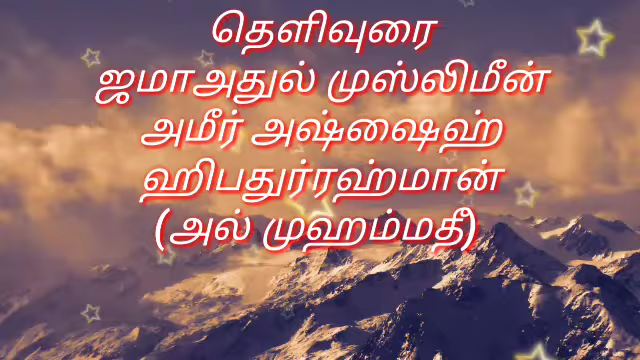 தெளிவுரை
ஜமாஅதுல் முஸ்லிமீன்
அமீர் அஷ்ஷைஹ்
ஹிபதுர்ரஹ்மான்
(அல் முஹம்மதீ)